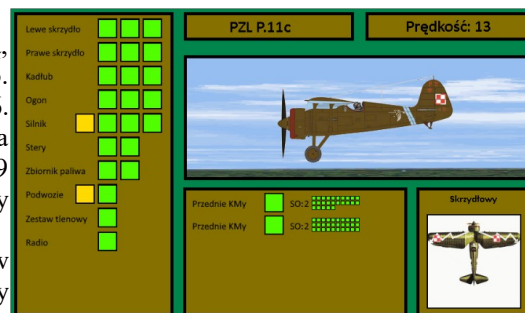 Lewe skrzydło
Prawe skrzydło
Kadłub
Ogon
Silnik
Stery
Zbiornik paliwa
Podwozie
Zestaw tlenowy
Radio
PZL P.11c
Prędkość: 13
Przednie KMy SO:2
Przednie KMy SO:2
Skrzydłowy